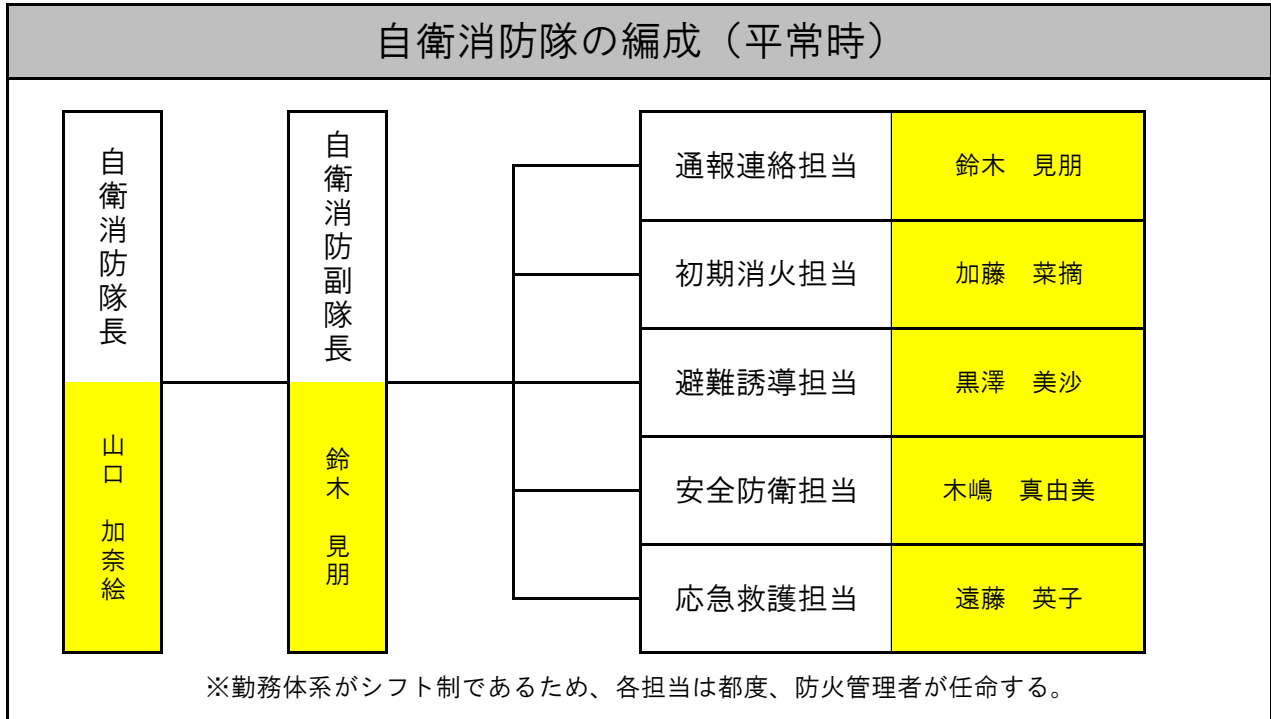 自衛消防隊の編成（平常時）
自衛消防隊長
山口　加奈絵
自衛消防副隊長
鈴木　見朋
通報連絡担当
鈴木　見朋
初期消火担当
加藤　菜摘
避難誘導担当
黒澤　美沙
安全防衛担当
木嶋　真由美
応急救護担当
遠藤　英子
※勤務体系がシフト制であるため、各担当は都度、防火管理者が任命する。